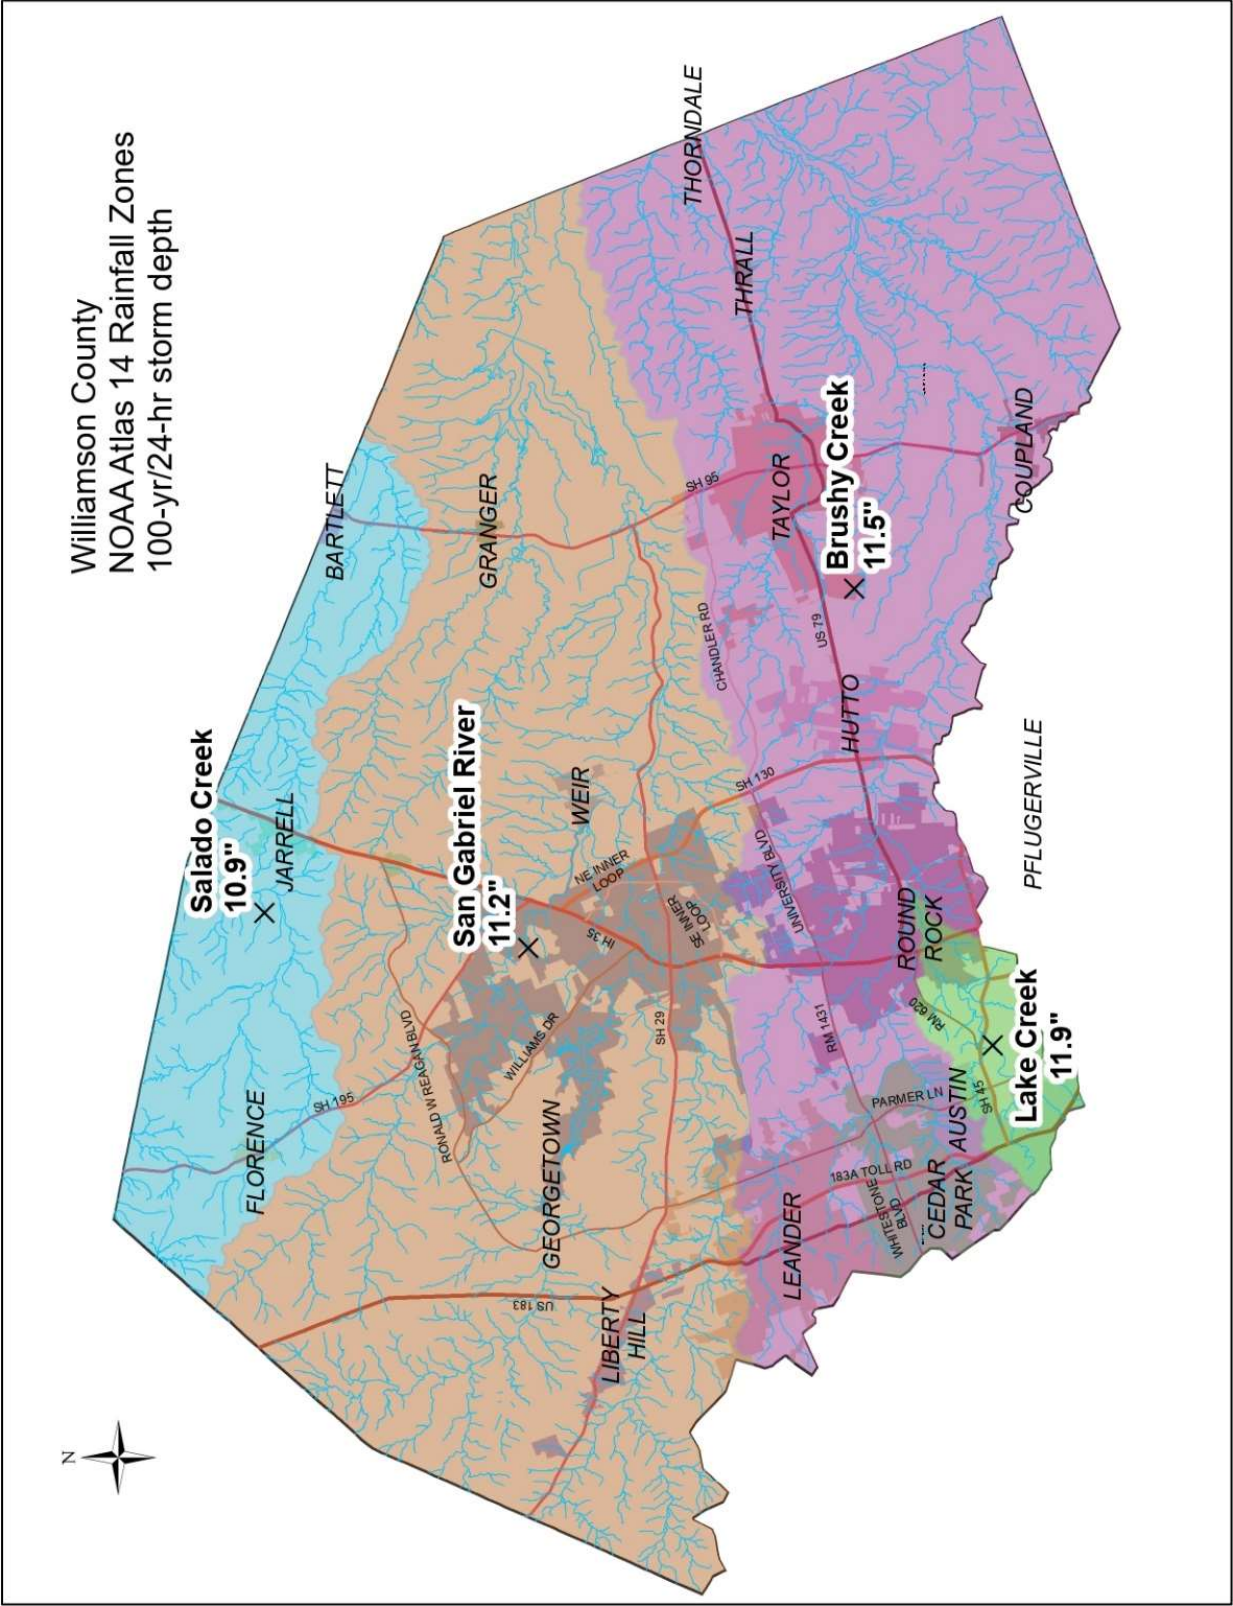 Williamson County
NOAA Atlas 14 Rainfall Zones
100-yr/24-hr storm depth
N
Salado Creek
10.9"
JARRELL
BARTLETT
FLORENCE
SH 195
GRANGER
San Gabriel River
11.2"
WEIR
RONALD W REAGAN BLVD
WILLIAMS DR
NE INNER
LOOP
IH 35
SE INNER
LOOP
GEORGETOWN
SH 29
US 183
LIBERTY
HILL
SH 95
THORNDALE
THRALL
TAYLOR
CHANDLER RD
US 79
Brushy Creek
11.5"
SH 130
HUTTO
UNIVERSITY BLVD
RM 1431
ROUND
ROCK
RM 620
LEANDER
183A TOLL RD
PARMER LN
WHITESTONE
BLVD
CEDAR
PARK
AUSTIN
SH 45
Lake Creek
11.9"
COUPLAND
PFLUGERVILLE